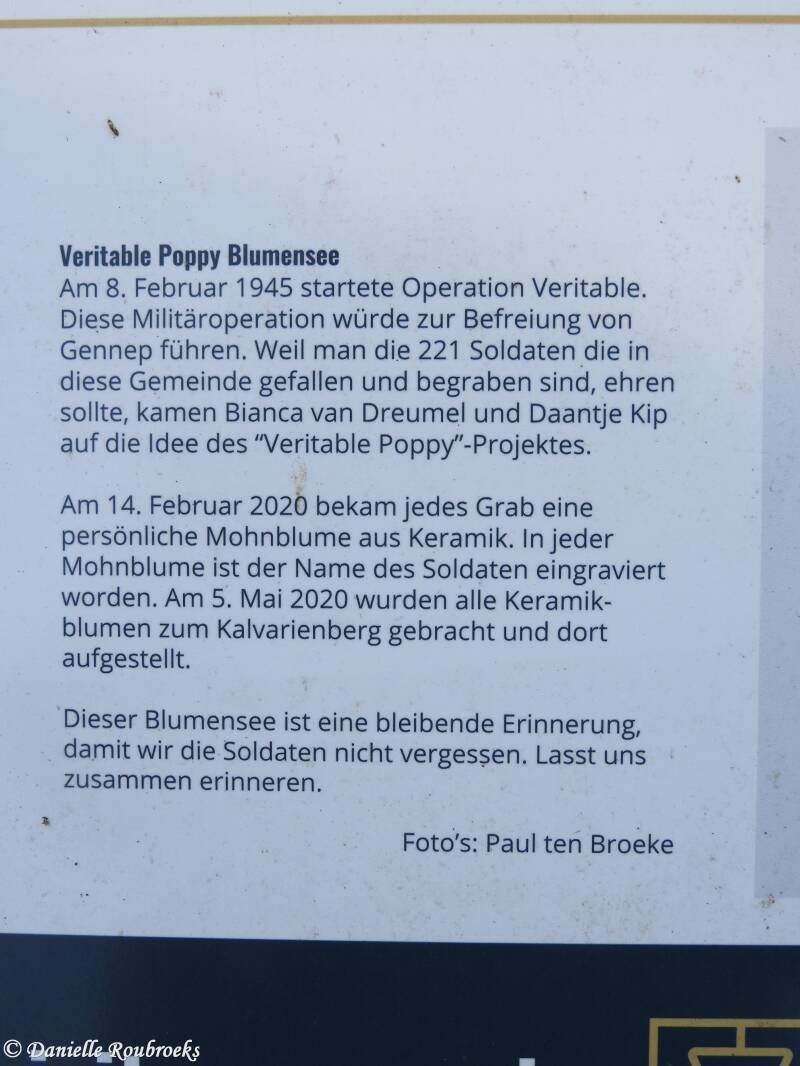 Veritable Poppy Blumensee
Am 8. Februar 1945 startete Operation Veritable.
Diese Militäroperation würde zur Befreiung von
Gennep führen. Weil man die 221 Soldaten die in
diese Gemeinde gefallen und begraben sind, ehren
sollte, kamen Bianca van Dreumel und Daantje Kip
auf die Idee des “Veritable Poppy”-Projektes.
Am 14. Februar 2020 bekam jedes Grab eine
persönliche Mohnblume aus Keramik. In jeder
Mohnblume ist der Name des Soldaten eingraviert
worden. Am 5. Mai 2020 wurden alle Keramik-
blumen zum Kalvarienberg gebracht und dort
aufgestellt.
Dieser Blumensee ist eine bleibende Erinnerung,
damit wir die Soldaten nicht vergessen. Lasst uns
zusammen erinneren.
Foto’s: Paul ten Broeke
© Danielle Roubroeks